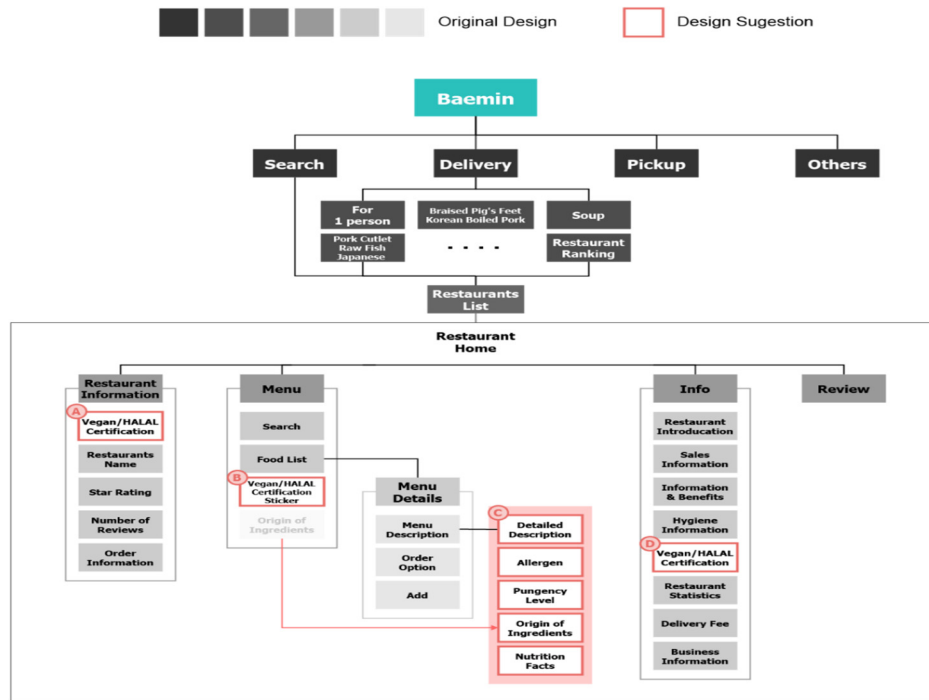 Original Design
Design Sugestion
Baemin
Search
Delivery
Pickup
Others
For
1 person
Braised Pig's Feet
Korean Boiled Pork
Soup
Pork Cutlet
Raw Fish
Japanese
. . . .
Restaurant
Ranking
Restaurants
List
Restaurant
Home
Restaurant
Information
Menu
Info
Review
A
Vegan/HALAL
Certification
Restaurants
Name
Star Rating
Number of
Reviews
Order
Information
Search
Food List
B
Vegan/HALAL
Certification
Sticker
Origin of
Ingredients
Menu
Details
Menu
Description
Order
Option
Add
C
Detailed
Description
Allergen
Pungency
Level
Origin of
Ingredients
Nutrition
Facts
Restaurant
Introducation
Sales
Information
Information
& Benefits
Hygiene
Information
D
Vegan/HALAL
Certification
Restaurant
Statistics
Delivery Fee
Business
Information